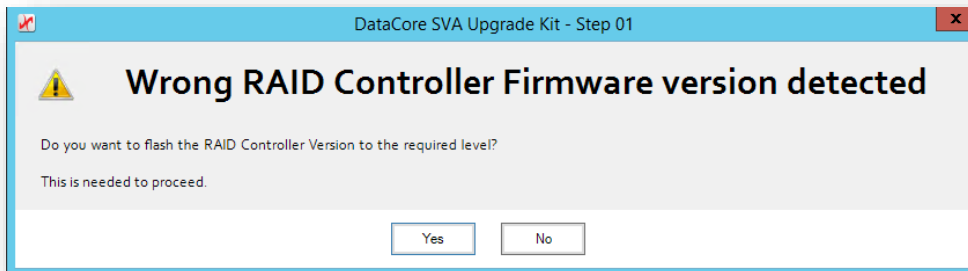 DataCore SVA Upgrade Kit - Step 01
x
Wrong RAID Controller Firmware version detected
Do you want to flash the RAID Controller Version to the required level?
This is needed to proceed.
Yes
No